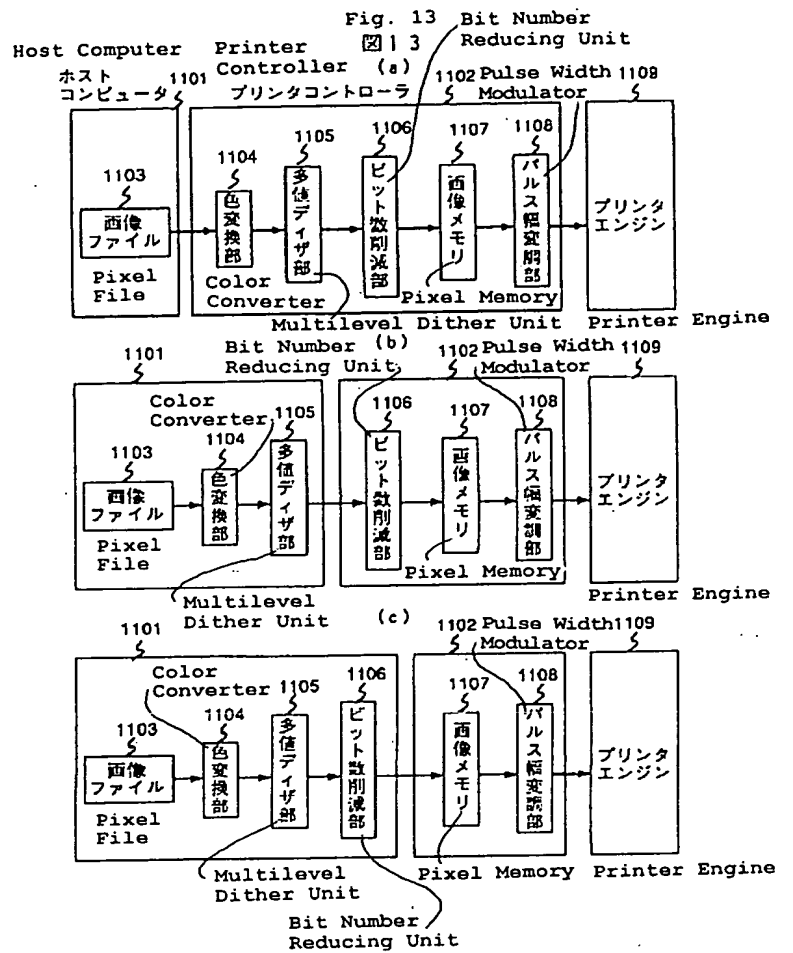 Fig. 13
図13
Host Computer
ホスト
コンピュータ
1101
Printer
Controller
プリンタコントローラ
(a)
Bit Number
Reducing Unit
1102
Pulse Width
Modulator
1109
1103
画像
ファイル
Pixel
File
1104
色変換部
Color
Converter
1105
多値ディザ部
Multilevel Dither Unit
1106
ビット数削減部
1107
画像メモリ
Pixel Memory
1108
パルス幅変調部
プリンタ
エンジン
Printer Engine
(b)
1101
Bit Number
Reducing Unit
1102
Pulse Width
Modulator
1109
Color
Converter
1103
画像
ファイル
Pixel
File
1104
色変換部
1105
多値ディザ部
Multilevel
Dither Unit
1106
ビット数削減部
1107
画像メモリ
Pixel Memory
1108
パルス幅変調部
プリンタ
エンジン
Printer Engine
(c)
1101
1102
Pulse Width
Modulator
1109
Color
Converter
1103
画像
ファイル
Pixel
File
1104
色変換部
1105
多値ディザ部
Multilevel
Dither Unit
1106
ビット数削減部
Bit Number
Reducing Unit
1107
画像メモリ
Pixel Memory
1108
パルス幅変調部
プリンタ
エンジン
Printer Engine